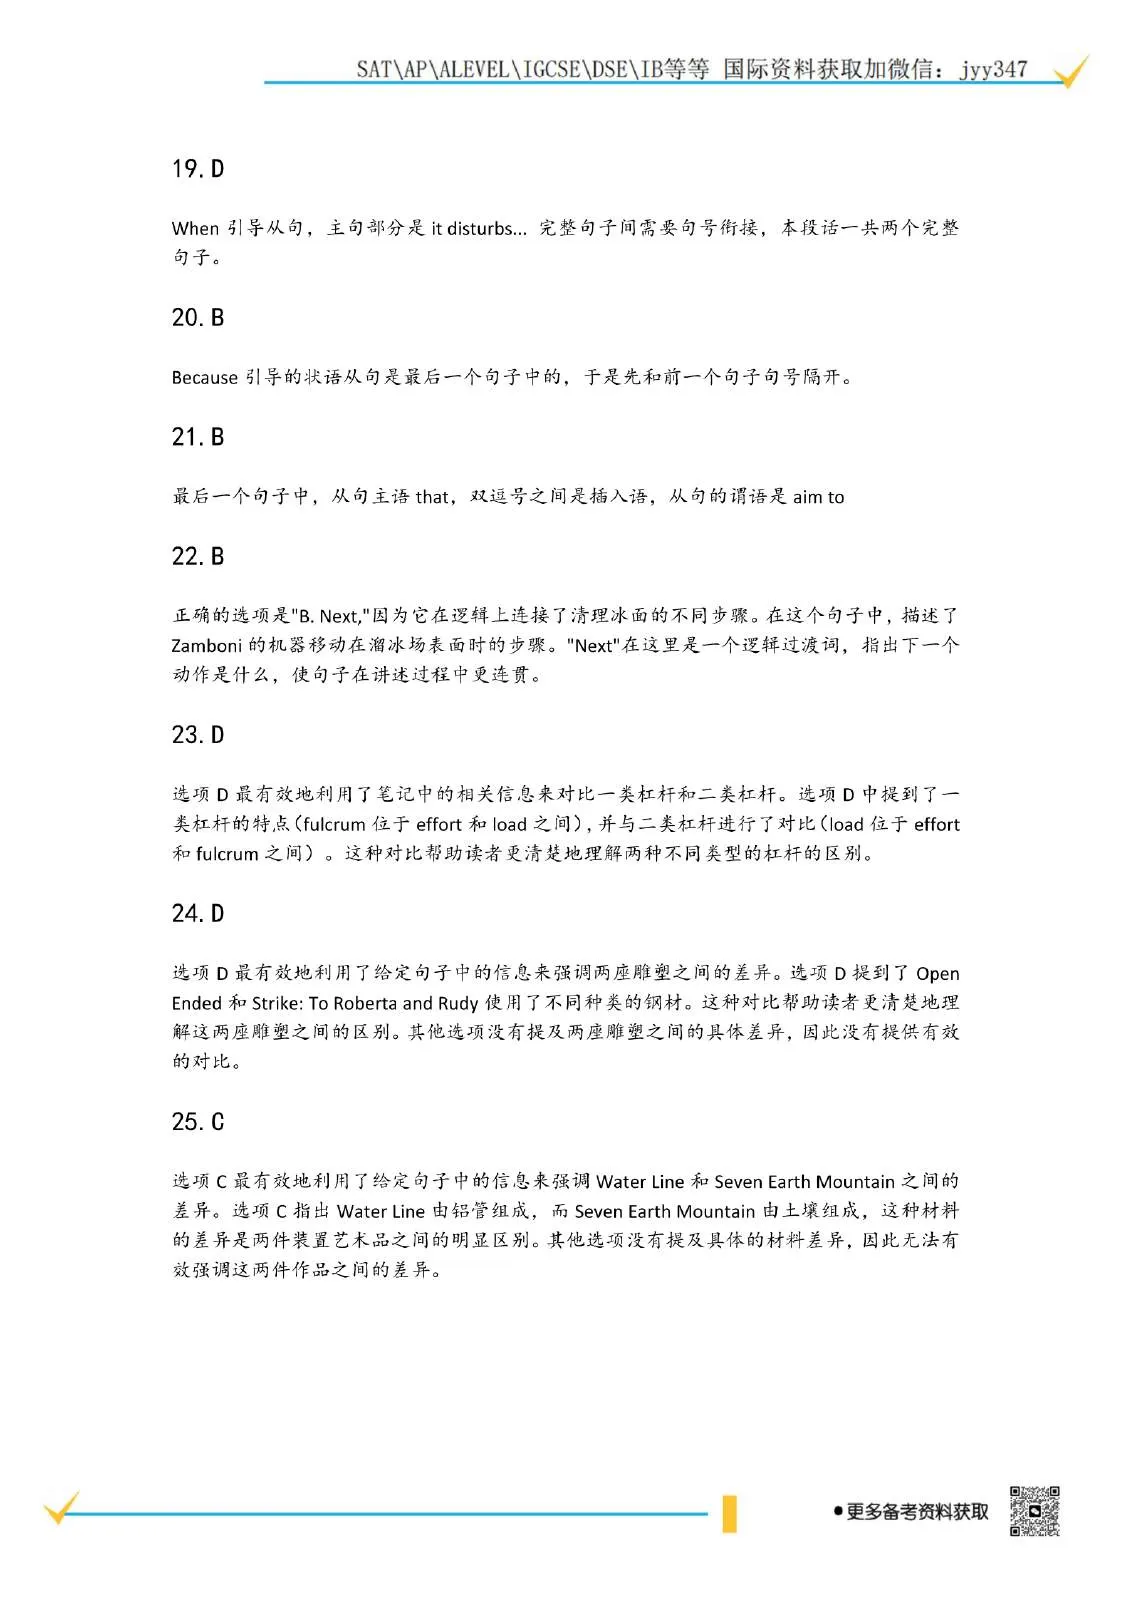 SAT\AP\ALEVEL\IGCSE\DSE\IB等等 国际资料获取加微信：jyy347
19. D
When 引导从句，主句部分是 it disturbs... 完整句子间需要句号衔接，本段话一共两个完整
句子。
20. B
Because 引导的状语从句是最后一个句子中的，于是先和前一个句子句号隔开。
21. B
最后一个句子中，从句主语 that，双逗号之间是插入语，从句的谓语是 aim to
22. B
正确的选项是"B. Next,"因为它在逻辑上连接了清理冰面的不同步骤。在这个句子中，描述了
Zamboni 的机器移动在溜冰场表面时的步骤。"Next"在这里是一个逻辑过渡词，指出下一个
动作是什么，使句子在讲述过程中更连贯。
23. D
选项 D 最有效地利用了笔记中的相关信息来对比一类杠杆和二类杠杆。选项 D 中提到了一
类杠杆的特点（fulcrum 位于 effort 和 load 之间），并与二类杠杆进行了对比（load 位于 effort
和 fulcrum 之间）。这种对比帮助读者更清楚地理解两种不同类型的杠杆的区别。
24. D
选项 D 最有效地利用了给定句子中的信息来强调两座雕塑之间的差异。选项 D 提到了 Open
Ended 和 Strike: To Roberta and Rudy 使用了不同种类的钢材。这种对比帮助读者更清楚地理
解这两座雕塑之间的区别。其他选项没有提及两座雕塑之间的具体差异，因此没有提供有效
的对比。
25. C
选项 C 最有效地利用了给定句子中的信息来强调 Water Line 和 Seven Earth Mountain 之间的
差异。选项 C 指出 Water Line 由铝管组成，而 Seven Earth Mountain 由土壤组成，这种材料
的差异是两件装置艺术品之间的明显区别。其他选项没有提及具体的材料差异，因此无法有
效强调这两件作品之间的差异。
•更多备考资料获取